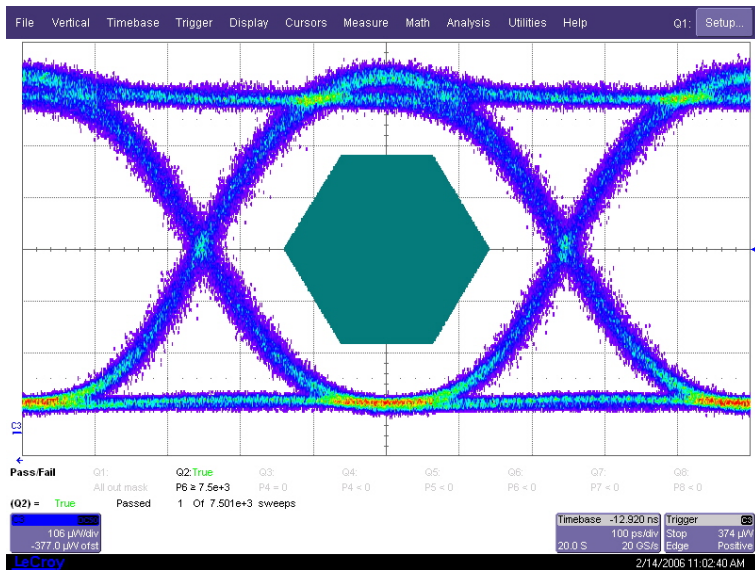 File Vertical Timebase Trigger Display Cursors Measure Math Analysis Utilities Help Q1: Setup...
C3
Pass/Fail Q1: Q2:True Q3: Q4: Q5: Q6: Q7: Q8:
All out mask P6 ≥ 7.5e+3 P4 = 0 P4 < 0 P5 < 0 P6 < 0 P7 < 0 P8 < 0
(Q2) = True Passed 1 Of 7.501e+3 sweeps
C3 Timebase -12.920 ns Trigger C3
106 µW/div 100 ps/div Stop 374 µW
-377.0 µW ofst 20.0 S 20 GS/s Edge Positive
LeCroy 2/14/2006 11:02:40 AM